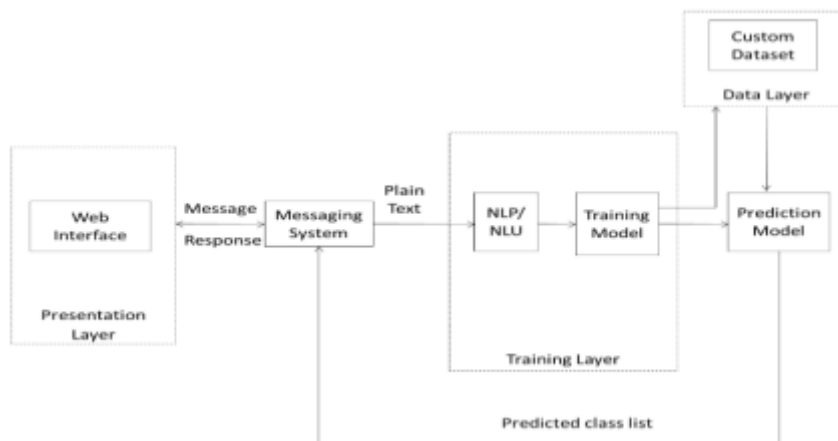 Custom
Dataset
Data Layer
Web
Interface
Presentation
Layer
Message
Response
Messaging
System
Plain
Text
NLP/
NLU
Training
Model
Training Layer
Prediction
Model
Predicted class list